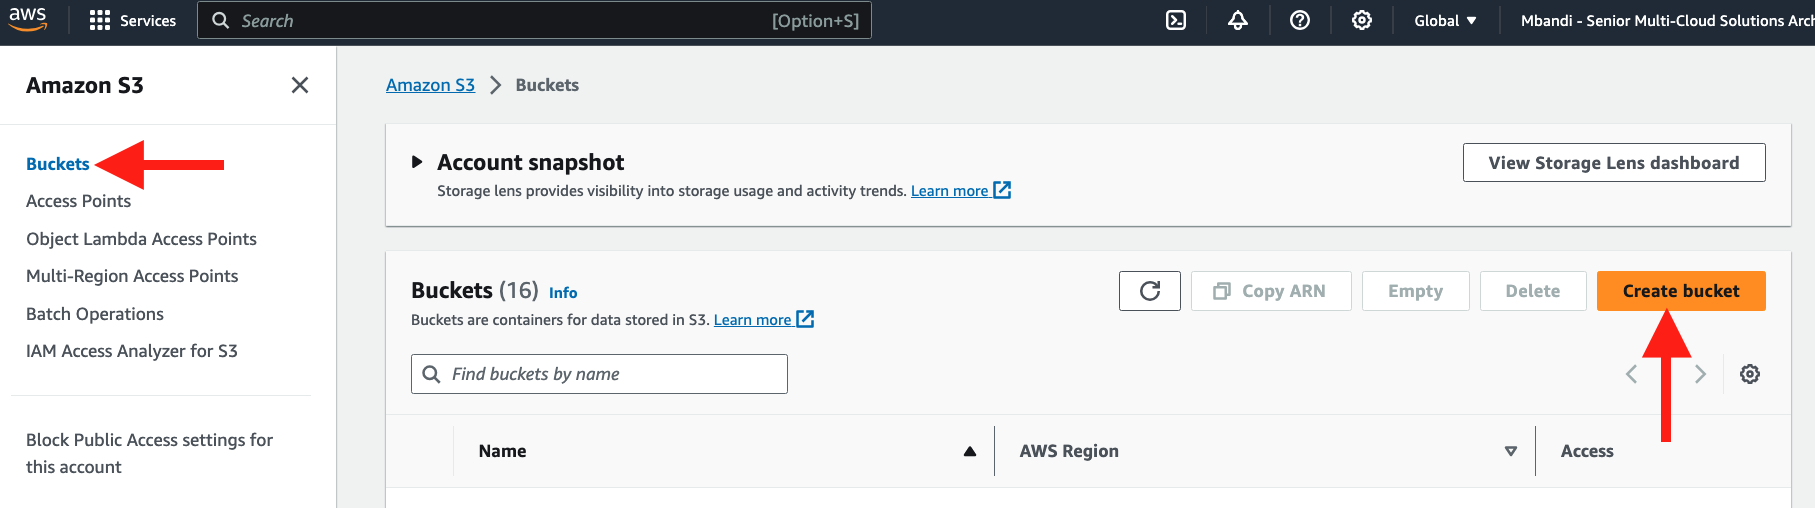 aws
Services
Search
[Option+S]
Global
Mbandi - Senior Multi-Cloud Solutions Arc
Amazon S3
Buckets
Access Points
Object Lambda Access Points
Multi-Region Access Points
Batch Operations
IAM Access Analyzer for S3
Block Public Access settings for
this account
Amazon S3 > Buckets
Account snapshot
Storage lens provides visibility into storage usage and activity trends. Learn more
View Storage Lens dashboard
Buckets (16) Info
Buckets are containers for data stored in S3. Learn more
Copy ARN
Empty
Delete
Create bucket
Find buckets by name
Name
AWS Region
Access